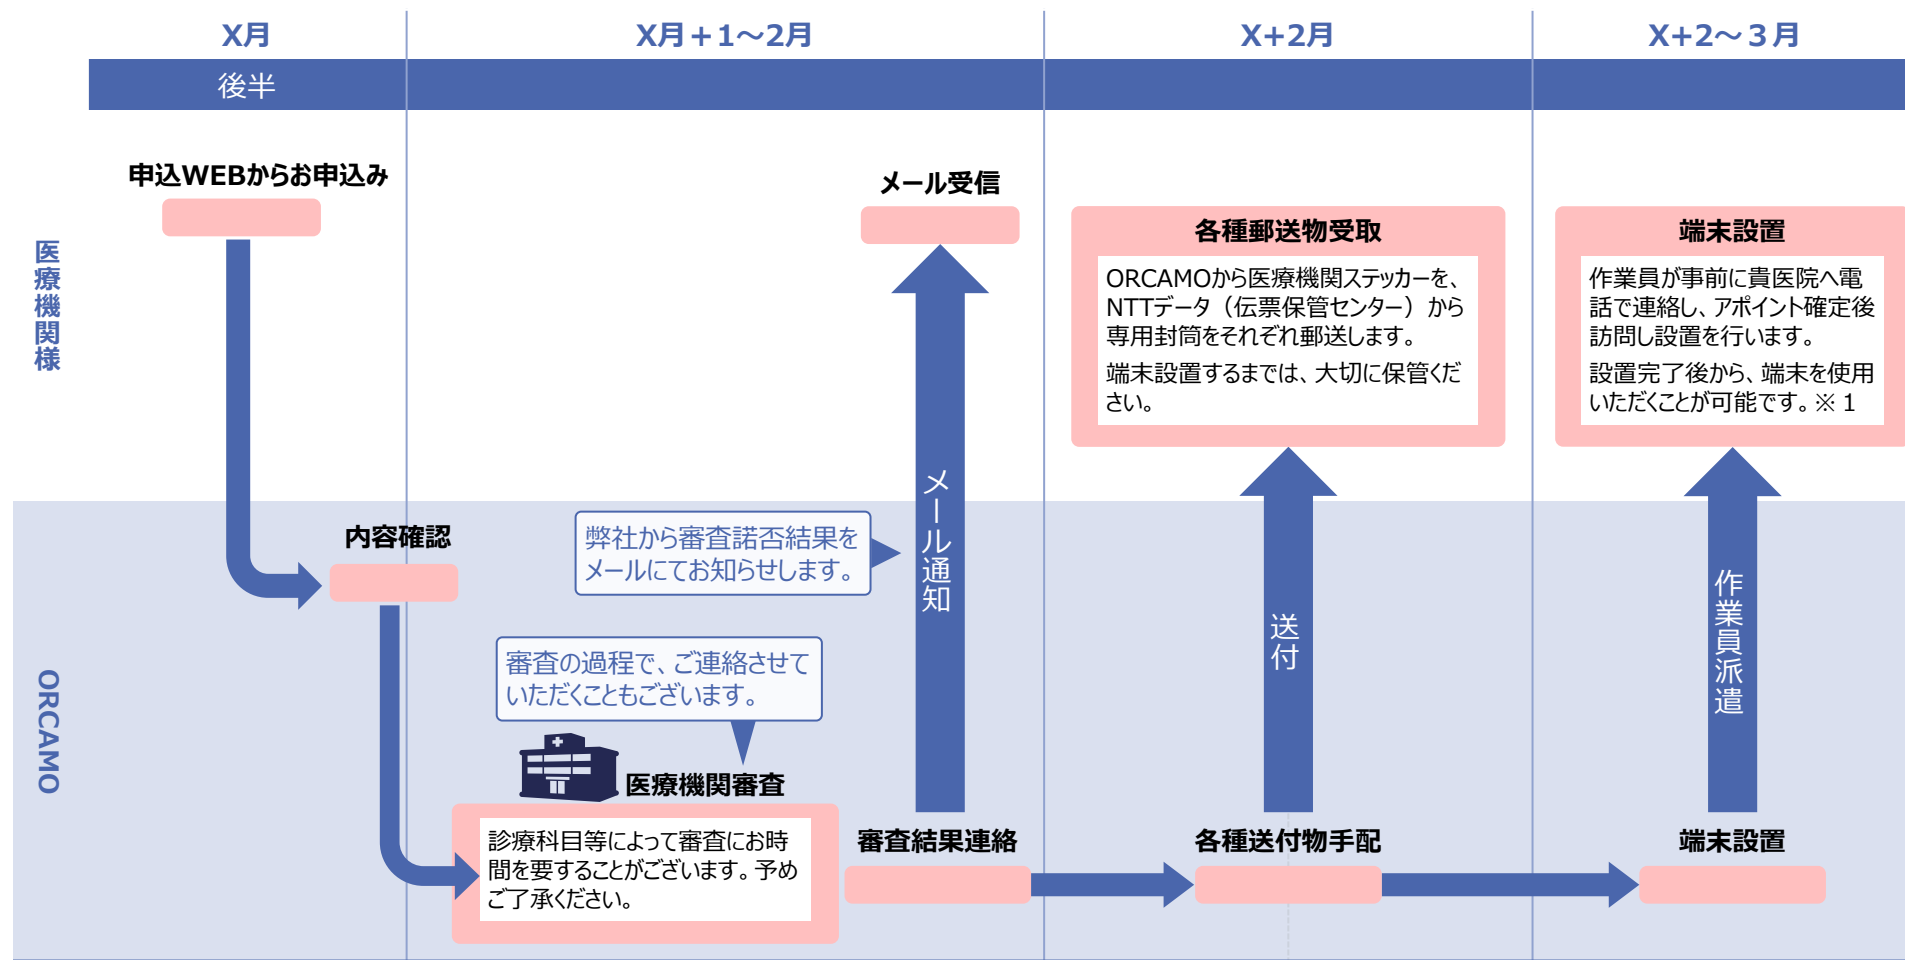 X月
X月＋1～2月
X+2月
X+2～３月
後半
医療機関様
申込WEBからお申込み
メール受信
各種郵送物受取
ORCAMOから医療機関ステッカーを、
NTTデータ（伝票保管センター）から
専用封筒をそれぞれ郵送します。
端末設置するまでは、大切に保管くだ
さい。
端末設置
作業員が事前に貴医院へ電
話で連絡し、アポイント確定後
訪問し設置を行います。
設置完了後から、端末を使用
いただくことが可能です。※１
ORCAMO
内容確認
弊社から審査諾否結果を
メールにてお知らせします。
メール通知
送付
作業員派遣
審査の過程で、ご連絡させて
いただくこともございます。
医療機関審査
診療科目等によって審査にお時
間を要することがございます。予め
ご了承ください。
審査結果連絡
各種送付物手配
端末設置